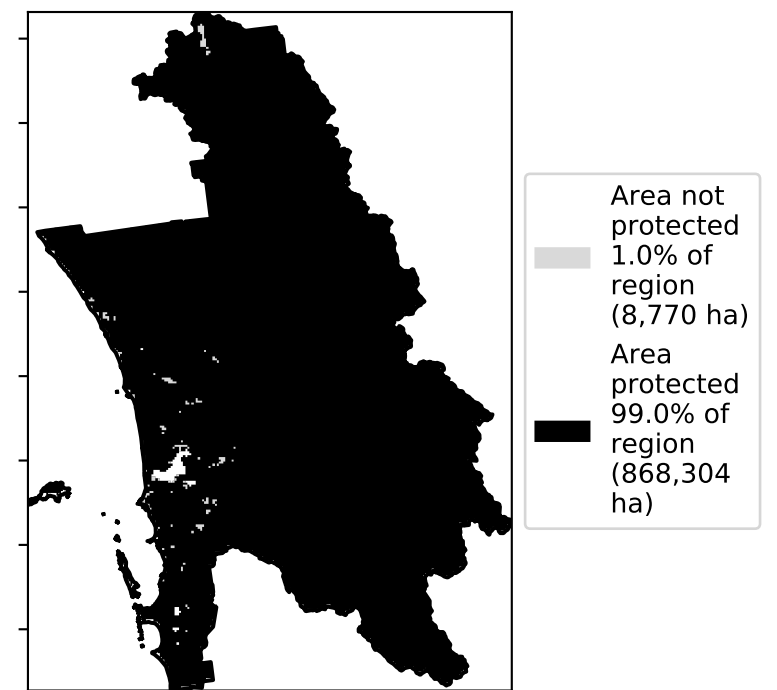 Area not
protected
1.0% of
region
(8,770 ha)
Area
protected
99.0% of
region
(868,304
ha)